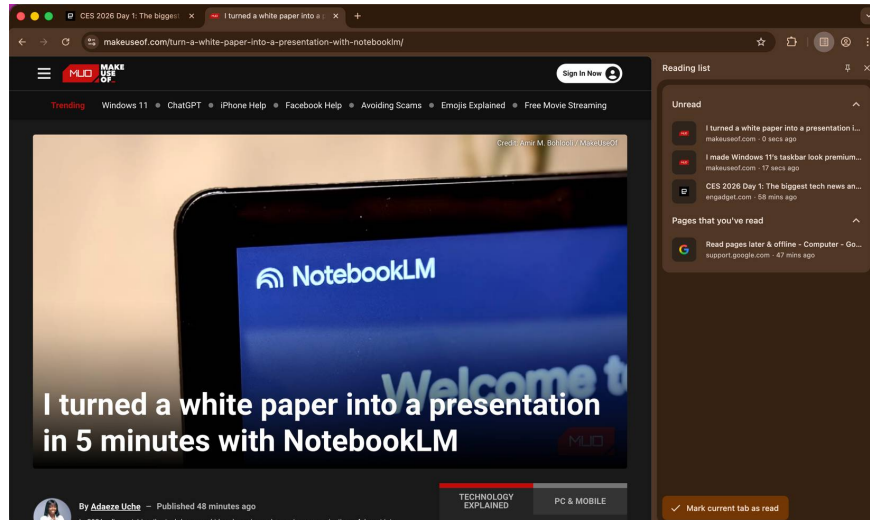 CES 2026 Day 1: The biggest
I turned a white paper into a p
makeuseof.com/turn-a-white-paper-into-a-presentation-with-notebooklm/
MUO MAKE USE OF
Sign In Now
Trending Windows 11 ChatGPT iPhone Help Facebook Help Avoiding Scams Emojis Explained Free Movie Streaming
Credit: Amir M. Bohlooli / MakeUseOf
NotebookLM
Welcome t
I turned a white paper into a presentation
in 5 minutes with NotebookLM
MUO
By Adaeze Uche — Published 48 minutes ago
TECHNOLOGY
EXPLAINED
PC & MOBILE
Reading list
Unread
I turned a white paper into a presentation i...
makeuseof.com - 0 secs ago
I made Windows 11's taskbar look premium...
makeuseof.com - 17 secs ago
CES 2026 Day 1: The biggest tech news an...
engadget.com - 58 mins ago
Pages that you've read
Read pages later & offline - Computer - Go...
support.google.com - 47 mins ago
Mark current tab as read